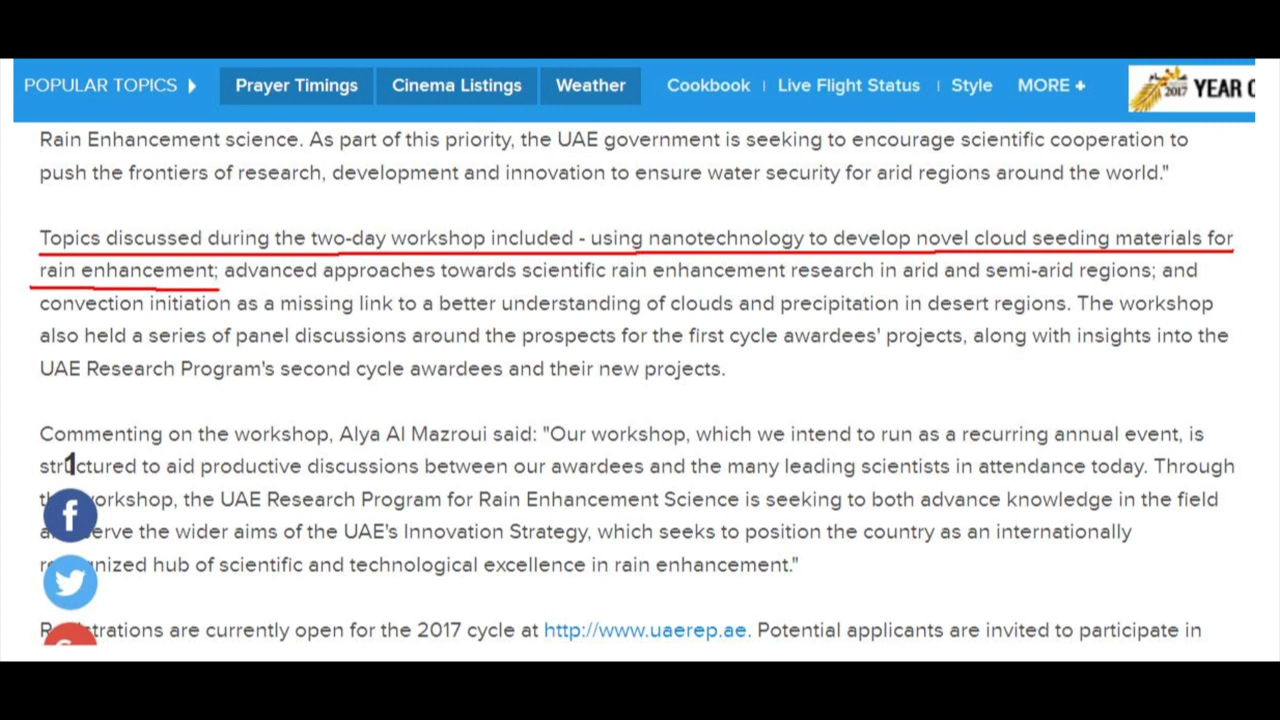 POPULAR TOPICS Prayer Timings Cinema Listings Weather Cookbook Live Flight Status Style MORE + 2017 YEAR
Rain Enhancement science. As part of this priority, the UAE government is seeking to encourage scientific cooperation to
push the frontiers of research, development and innovation to ensure water security for arid regions around the world."
Topics discussed during the two-day workshop included - using nanotechnology to develop novel cloud seeding materials for
rain enhancement; advanced approaches towards scientific rain enhancement research in arid and semi-arid regions; and
convection initiation as a missing link to a better understanding of clouds and precipitation in desert regions. The workshop
also held a series of panel discussions around the prospects for the first cycle awardees' projects, along with insights into the
UAE Research Program's second cycle awardees and their new projects.
Commenting on the workshop, Alya Al Mazroui said: "Our workshop, which we intend to run as a recurring annual event, is
1
to aid productive discussions between our awardees and the many leading scientists in attendance today. Through
the UAE Research Program for Rain Enhancement Science is seeking to both advance knowledge in the field
the wider aims of the UAE's Innovation Strategy, which seeks to position the country as an internationally
hub of scientific and technological excellence in rain enhancement."
are currently open for the 2017 cycle at http://www.uaerep.ae. Potential applicants are invited to participate in